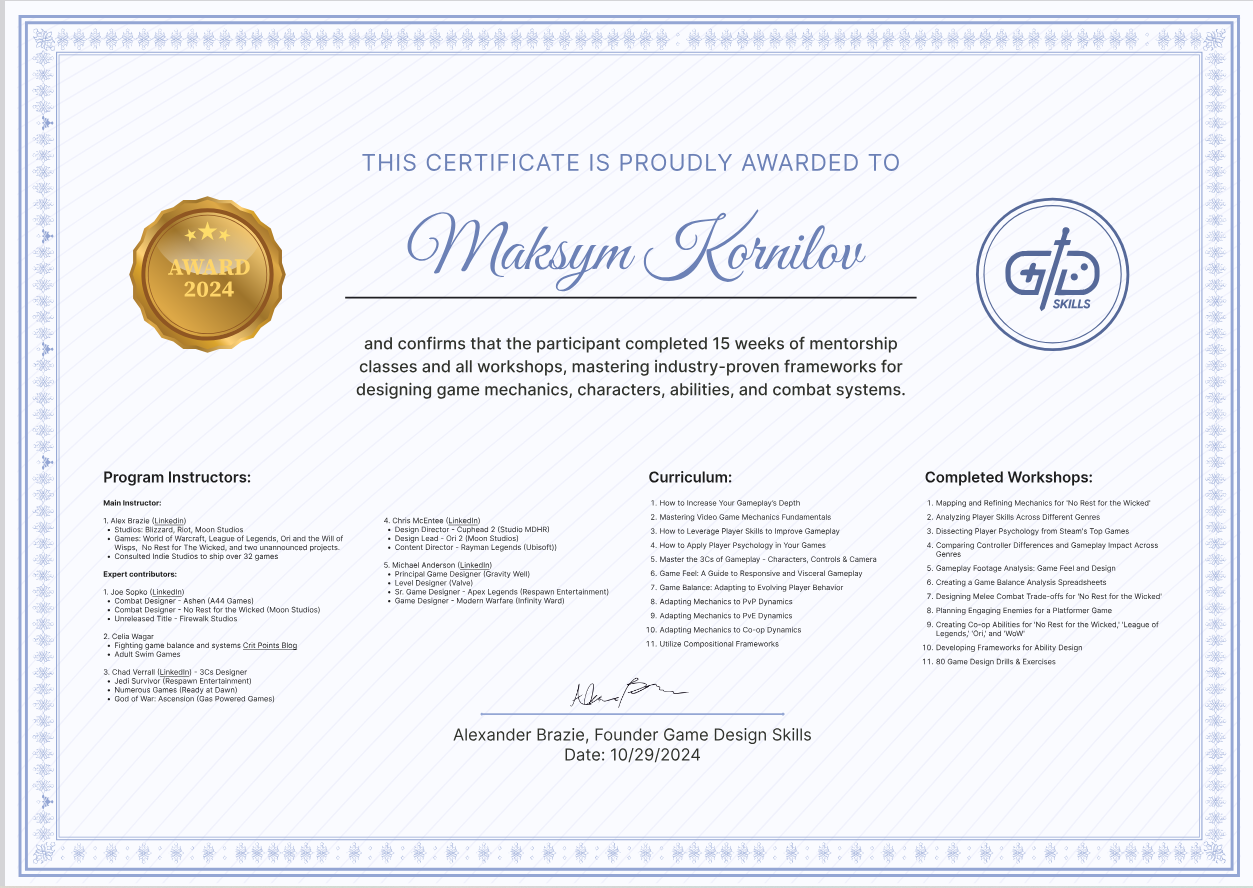 THIS CERTIFICATE IS PROUDLY AWARDED TO
AWARD
2024
Maksym Kornilov
SKILLS
and confirms that the participant completed 15 weeks of mentorship
classes and all workshops, mastering industry-proven frameworks for
designing game mechanics, characters, abilities, and combat systems.
Program Instructors:
Main Instructor:
1. Alex Brazie (Linkedin)
• Studios: Blizzard, Riot, Moon Studios
• Games: World of Warcraft, League of Legends, Ori and the Will of
Wisps, No Rest for The Wicked, and two unannounced projects.
• Consulted Indie Studios to ship over 32 games
Expert contributors:
1. Joe Sopko (LinkedIn)
• Combat Designer - Ashen (A44 Games)
• Combat Designer - No Rest for the Wicked (Moon Studios)
• Unreleased Title - Firewalk Studios
2. Celia Wagar
• Fighting game balance and systems Crit Points Blog
• Adult Swim Games
3. Chad Verrall (LinkedIn) - 3Cs Designer
• Jedi Survivor (Respawn Entertainment)
• Numerous Games (Ready at Dawn)
• God of War: Ascension (Gas Powered Games)
4. Chris McEntee (LinkedIn)
• Design Director - Cuphead 2 (Studio MDHR)
• Design Lead - Ori 2 (Moon Studios)
• Content Director - Rayman Legends (Ubisoft))
5. Michael Anderson (LinkedIn)
• Principal Game Designer (Gravity Well)
• Level Designer (Valve)
• Sr. Game Designer - Apex Legends (Respawn Entertainment)
• Game Designer - Modern Warfare (Infinity Ward)
Curriculum:
1. How to Increase Your Gameplay's Depth
2. Mastering Video Game Mechanics Fundamentals
3. How to Leverage Player Skills to Improve Gameplay
4. How to Apply Player Psychology in Your Games
5. Master the 3Cs of Gameplay - Characters, Controls & Camera
6. Game Feel: A Guide to Responsive and Visceral Gameplay
7. Game Balance: Adapting to Evolving Player Behavior
8. Adapting Mechanics to PvP Dynamics
9. Adapting Mechanics to PvE Dynamics
10. Adapting Mechanics to Co-op Dynamics
11. Utilize Compositional Frameworks
Completed Workshops:
1. Mapping and Refining Mechanics for 'No Rest for the Wicked'
2. Analyzing Player Skills Across Different Genres
3. Dissecting Player Psychology from Steam's Top Games
4. Comparing Controller Differences and Gameplay Impact Across
Genres
5. Gameplay Footage Analysis: Game Feel and Design
6. Creating a Game Balance Analysis Spreadsheets
7. Designing Melee Combat Trade-offs for 'No Rest for the Wicked'
8. Planning Engaging Enemies for a Platformer Game
9. Creating Co-op Abilities for 'No Rest for the Wicked,' 'League of
Legends,' 'Ori,' and 'WoW'
10. Developing Frameworks for Ability Design
11. 80 Game Design Drills & Exercises
Alexander Brazie, Founder Game Design Skills
Date: 10/29/2024